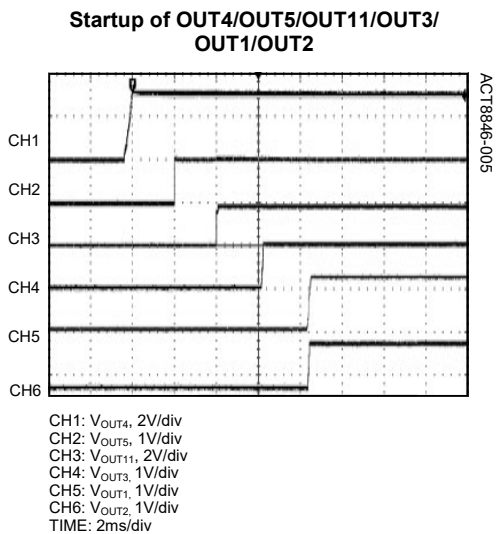 Startup of OUT4/OUT5/OUT11/OUT3/
OUT1/OUT2
ACT8846-005
CH1
CH2
CH3
CH4
CH5
CH6
CH1: VOUT4, 2V/div
CH2: VOUT5, 1V/div
CH3: VOUT11, 2V/div
CH4: VOUT3, 1V/div
CH5: VOUT1, 1V/div
CH6: VOUT2, 1V/div
TIME: 2ms/div